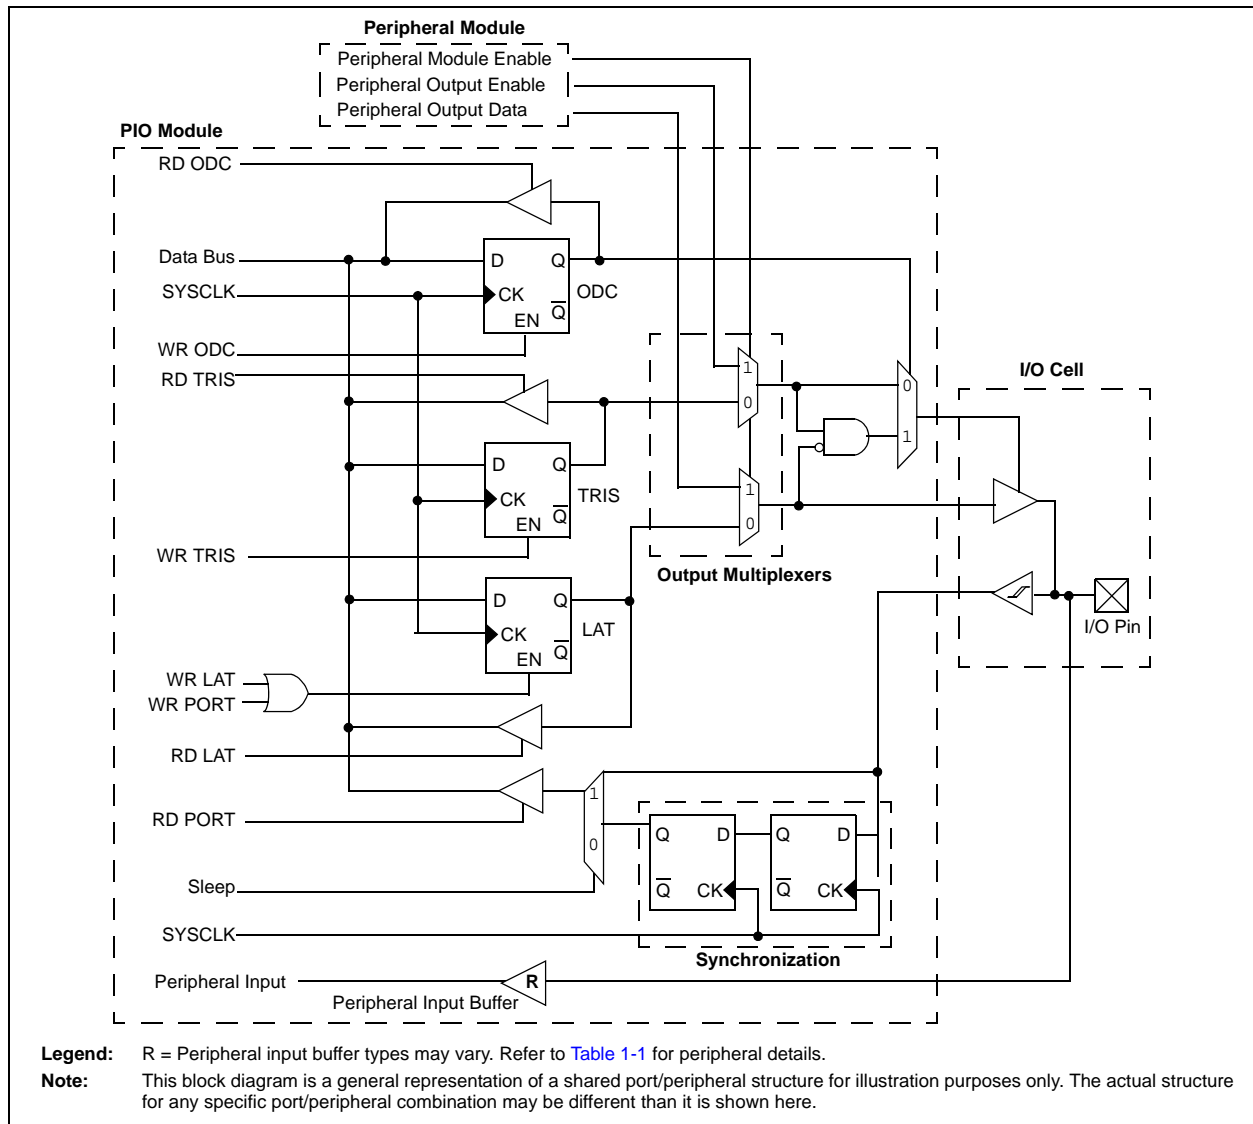 Peripheral Module
Peripheral Module Enable
Peripheral Output Enable
Peripheral Output Data
PIO Module
RD ODC
Data Bus
D Q
SYSCLK
CK
ODC
Q
EN
WR ODC
RD TRIS
1
0
0
1
I/O Cell
D Q
CK
TRIS
Q
EN
WR TRIS
1
0
Output Multiplexers
D Q
CK
LAT
Q
EN
I/O Pin
WR LAT
WR PORT
RD LAT
RD PORT
1
0
Q D
Q D
Q CK
Q CK
Sleep
SYSCLK
Synchronization
Peripheral Input
R
Peripheral Input Buffer
Legend: R = Peripheral input buffer types may vary. Refer to Table 1-1 for peripheral details.
Note: This block diagram is a general representation of a shared port/peripheral structure for illustration purposes only. The actual structure
for any specific port/peripheral combination may be different than it is shown here.